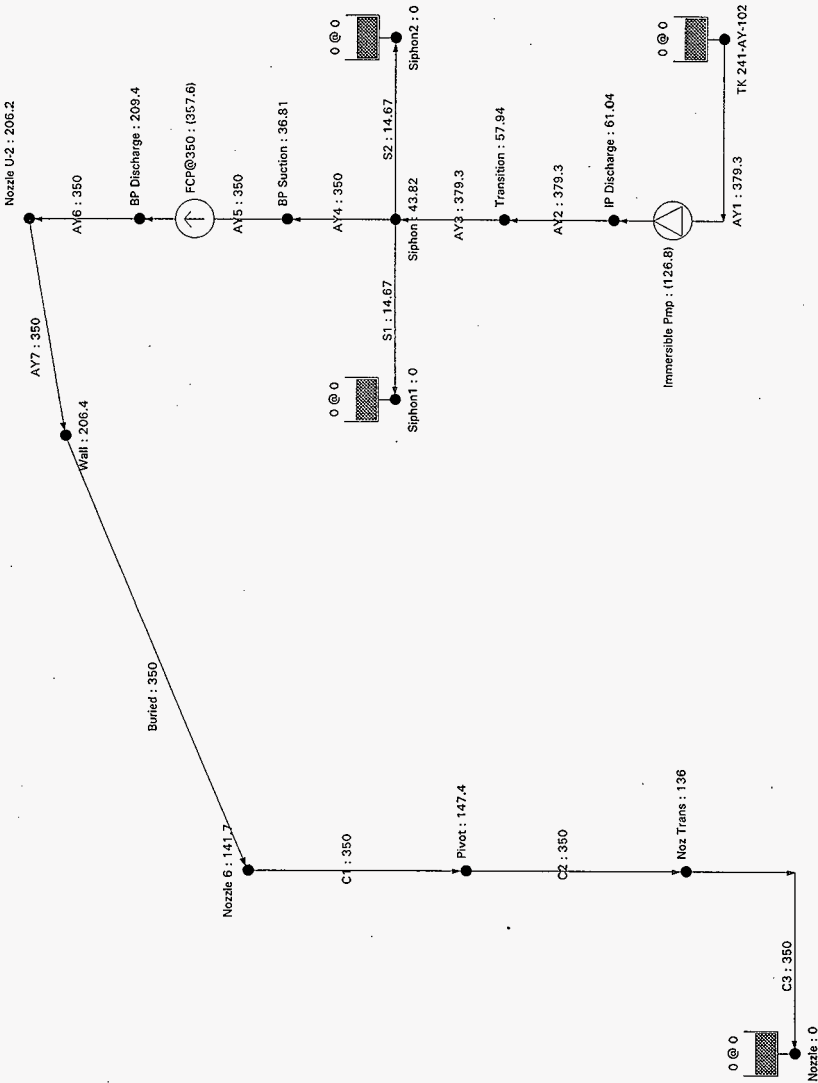 Nozzle U-2 : 206.2
AY6 : 350
BP Discharge : 209.4
FCP@350 : (357.6)
AY5 : 350
BP Suction : 36.81
AY4 : 350
0 @ 0
Siphon2 : 0
S2 : 14.67
Siphon : 43.82
S1 : 14.67
0 @ 0
Siphon1 : 0
AY3 : 379.3
Transition : 57.94
AY2 : 379.3
IP Discharge : 61.04
Immersible Pmp : (126.8)
AY1 : 379.3
0 @ 0
TK 241-AY-102
AY7 : 350
Wall : 206.4
Buried : 350
Nozzle 6 : 141.7
C1 : 350
Pivot : 147.4
C2 : 350
Noz Trans : 136
C3 : 350
0 @ 0
Nozzle : 0